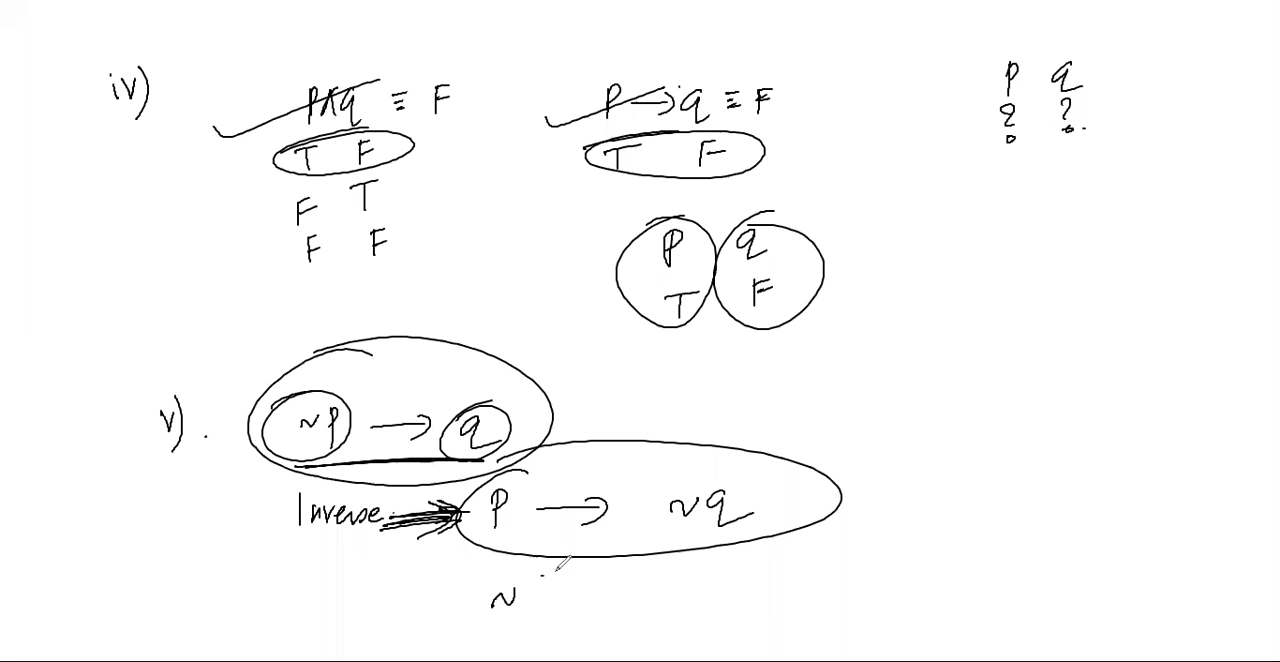 iv) p∧q ≡ F p → q ≡ F p q
T F T F ? ?
F T
F F p q
T F
v). ~p → q
Inverse p → ~q
~